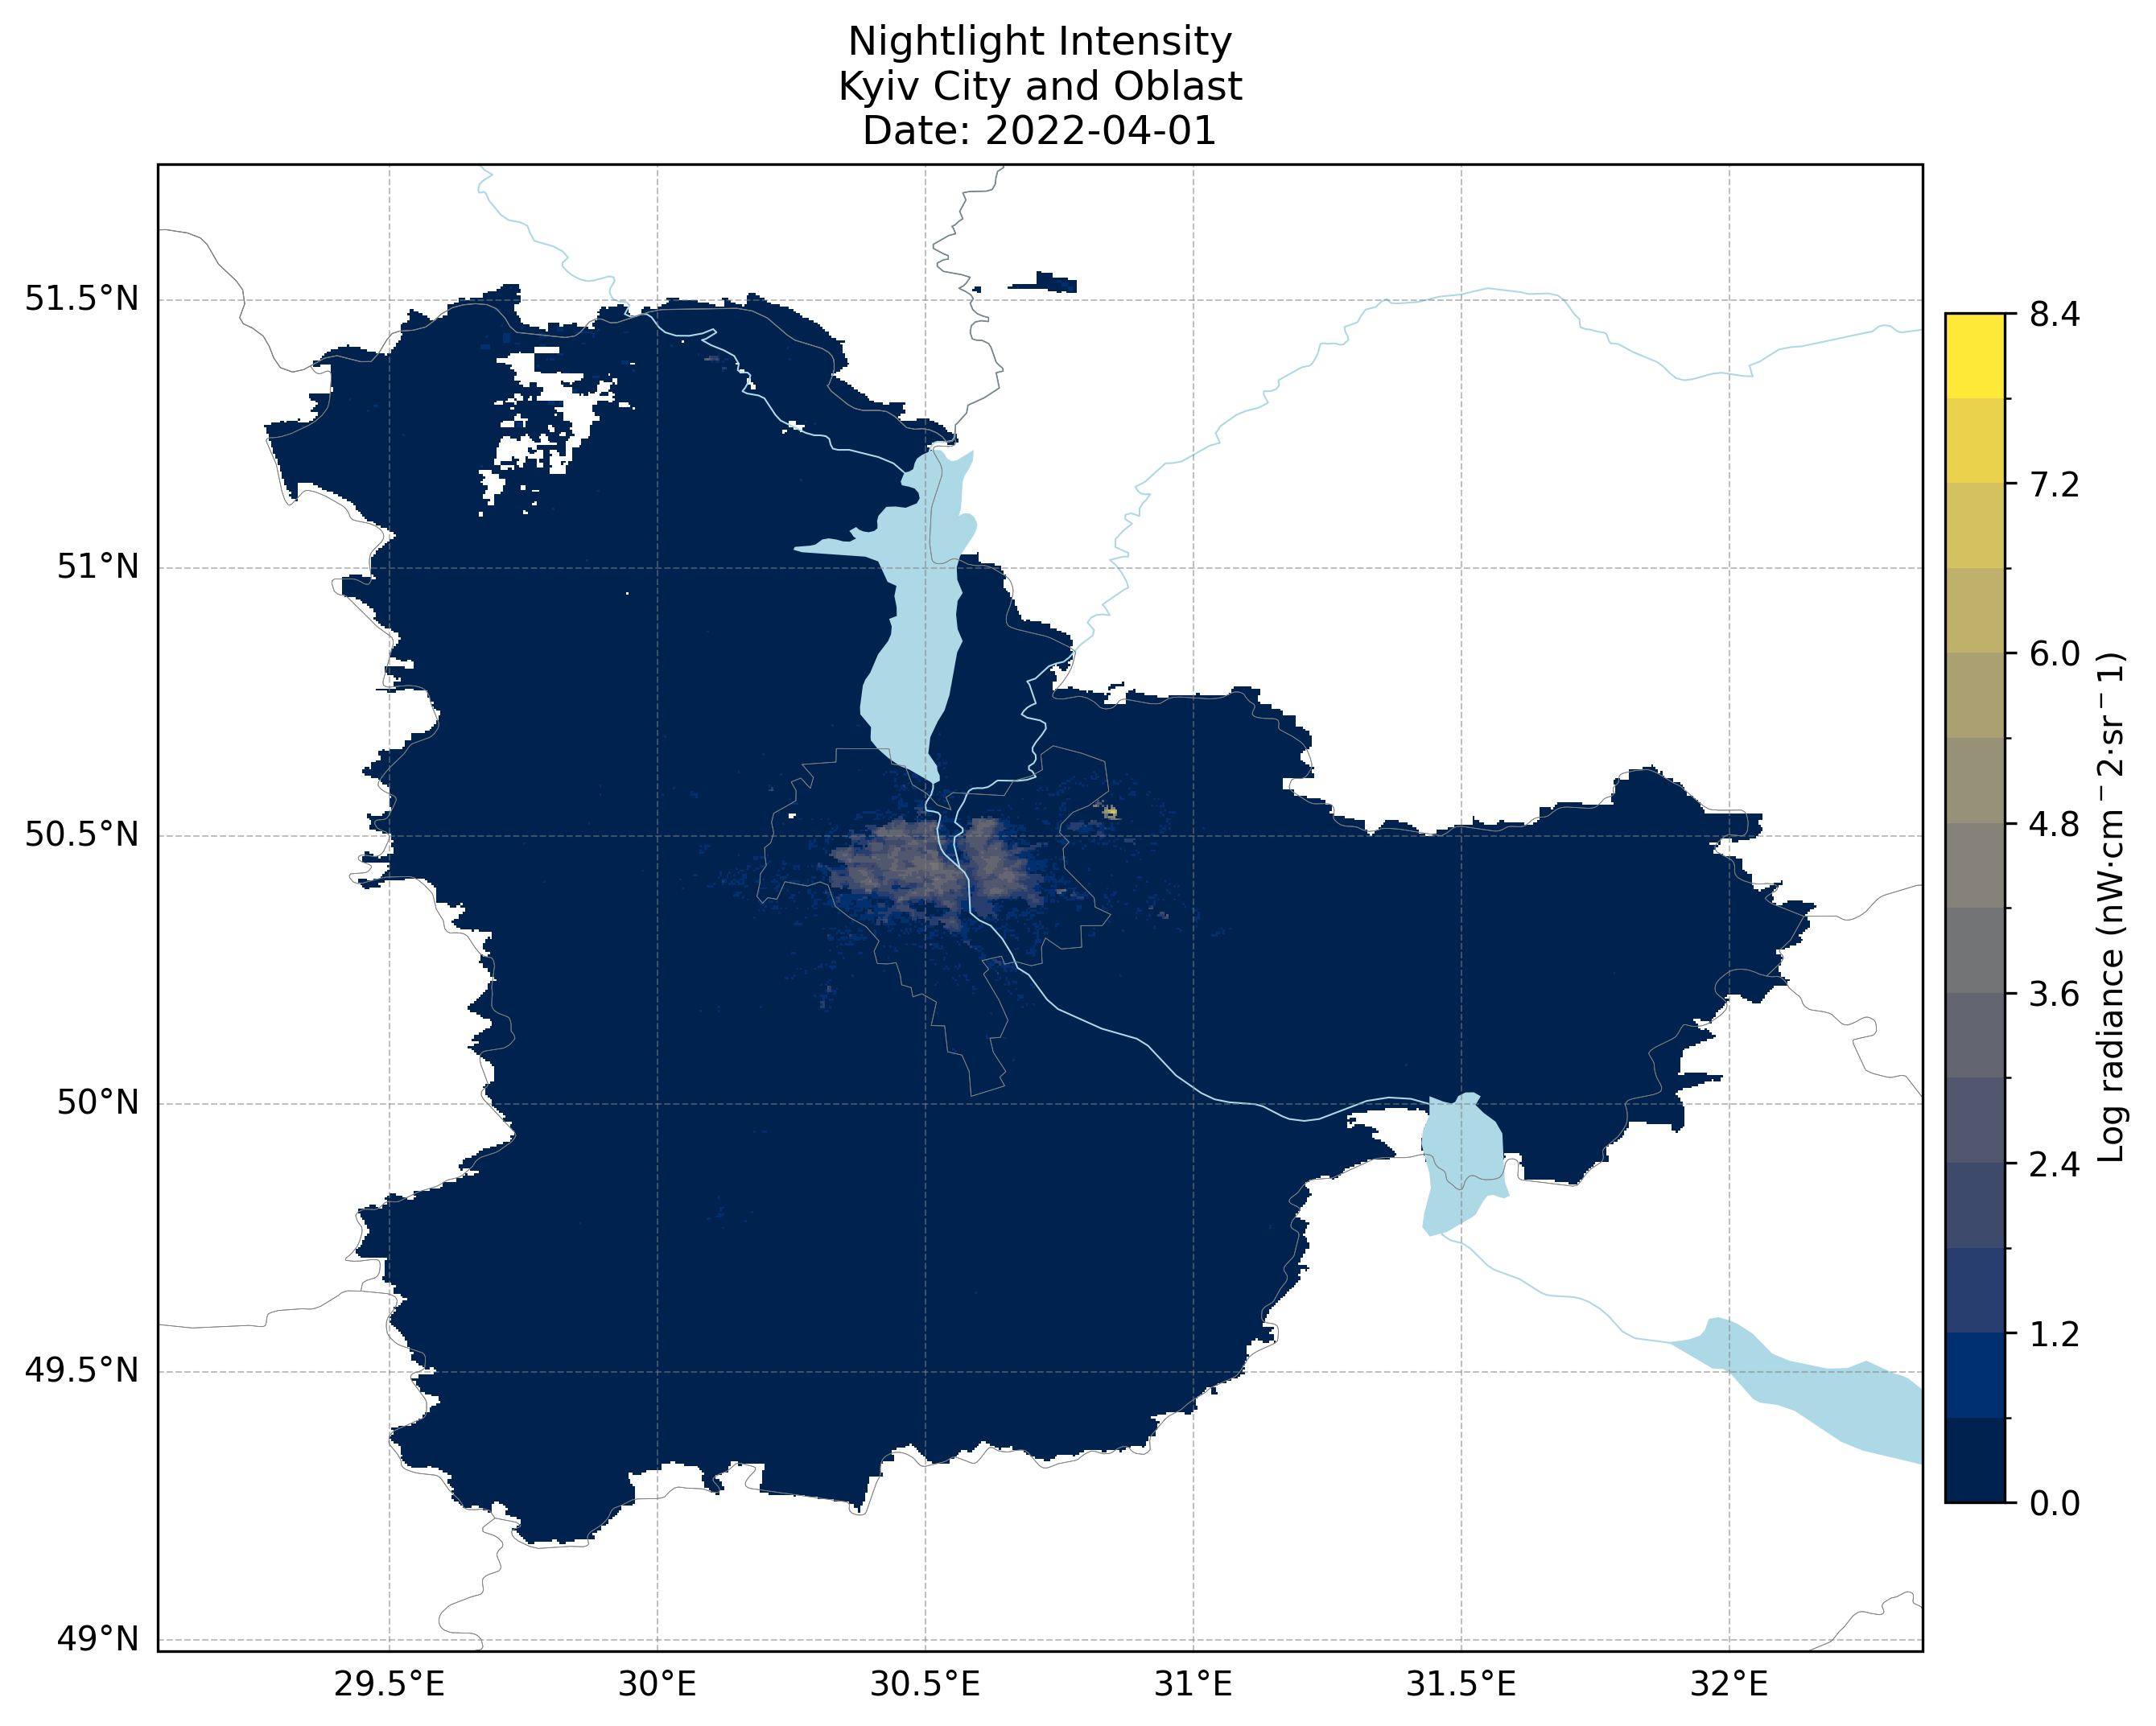 Nightlight Intensity
Kyiv City and Oblast
Date: 2022-04-01
51.5°N
51°N
50.5°N
50°N
49.5°N
49°N
29.5°E
30°E
30.5°E
31°E
31.5°E
32°E
8.4
7.2
6.0
4.8
3.6
2.4
1.2
0.0
Log radiance (nW·cm⁻2·sr⁻1)